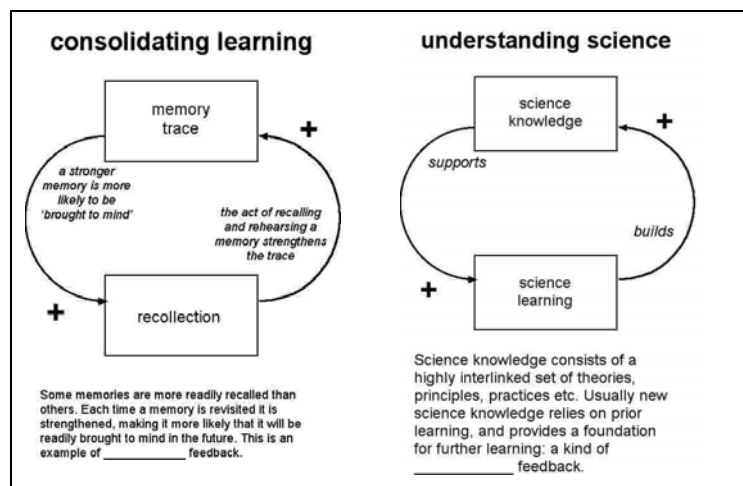 consolidating learning
memory
trace
+
a stronger
memory is more
likely to be
‘brought to mind’
the act of recalling
and rehearsing a
memory strengthens
the trace
+
recollection
Some memories are more readily recalled than
others. Each time a memory is revisited it is
strengthened, making it more likely that it will be
readily brought to mind in the future. This is an
example of ____________ feedback.
understanding science
science
knowledge
+
supports
builds
+
science
learning
Science knowledge consists of a
highly interlinked set of theories,
principles, practices etc. Usually new
science knowledge relies on prior
learning, and provides a foundation
for further learning: a kind of
____________ feedback.